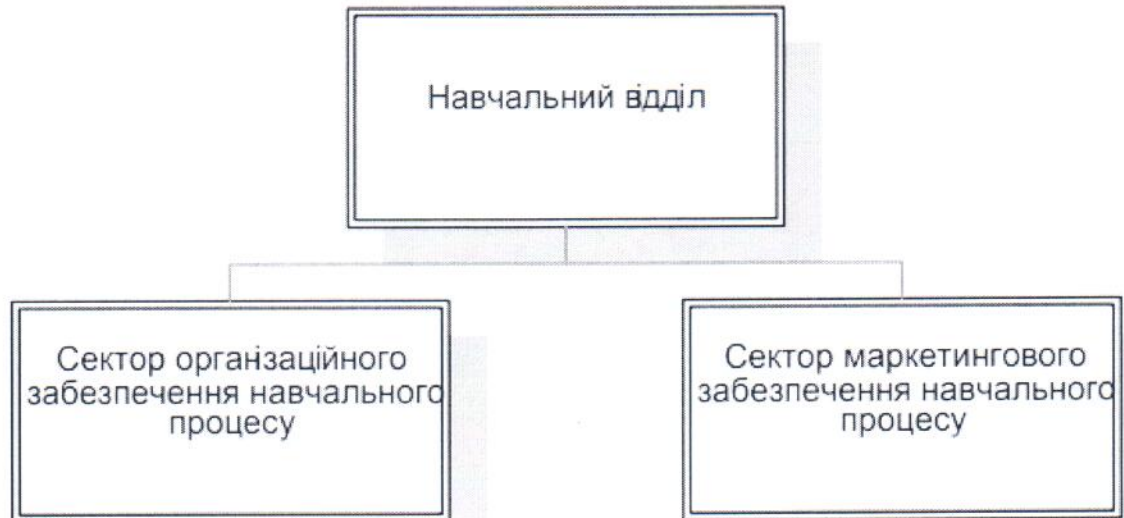 Навчальний відділ
Сектор організаційного
забезпечення навчального
процесу
Сектор маркетингового
забезпечення навчального
процесу